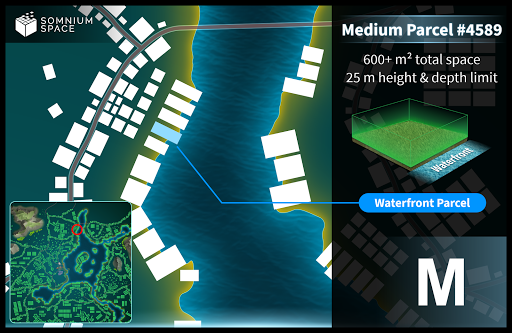 SOMNIUM
SPACE
Medium Parcel #4589
600+ m² total space
25 m height & depth limit
Waterfront
Waterfront Parcel
M